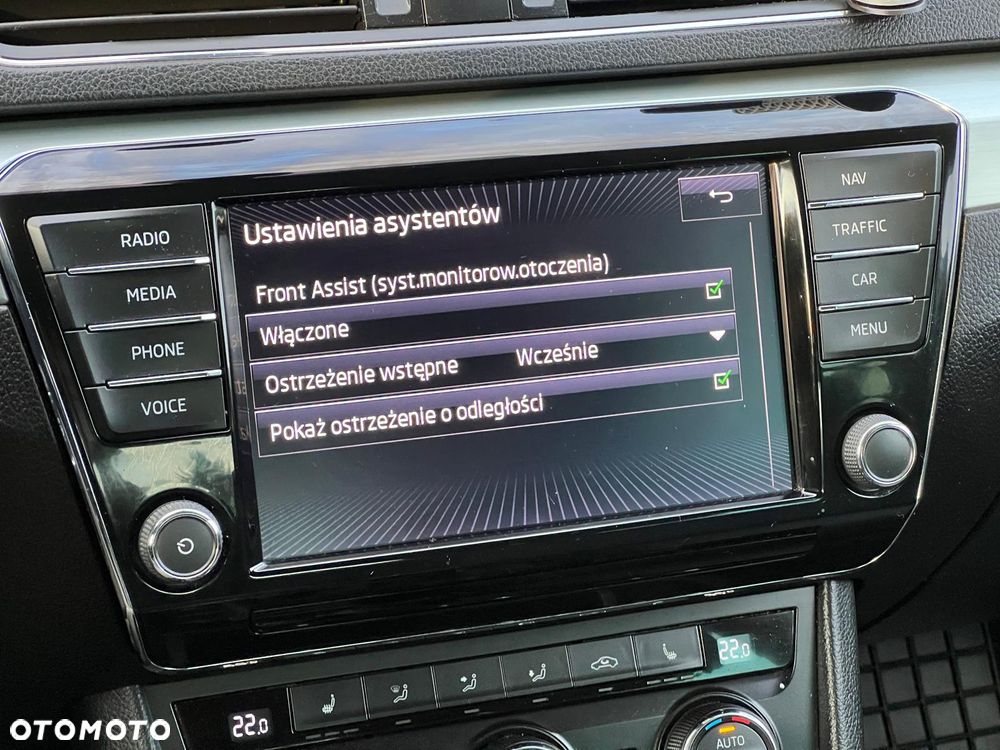 Ustawienia asystentów
Front Assist (syst.monitorow.otoczenia)
Włączone
Ostrzeżenie wstępne Wcześnie
Pokaż ostrzeżenie o odległości
RADIO
MEDIA
PHONE
VOICE
NAV
TRAFFIC
CAR
MENU
22.0
22.0
AUTO
OTOMOTO